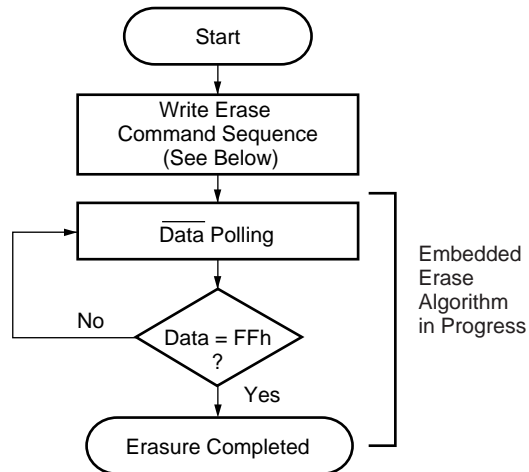 Start
Write Erase
Command Sequence
(See Below)
Data Polling
Embedded
Erase
Algorithm
in Progress
No
Data = FFh
?
Yes
Erasure Completed